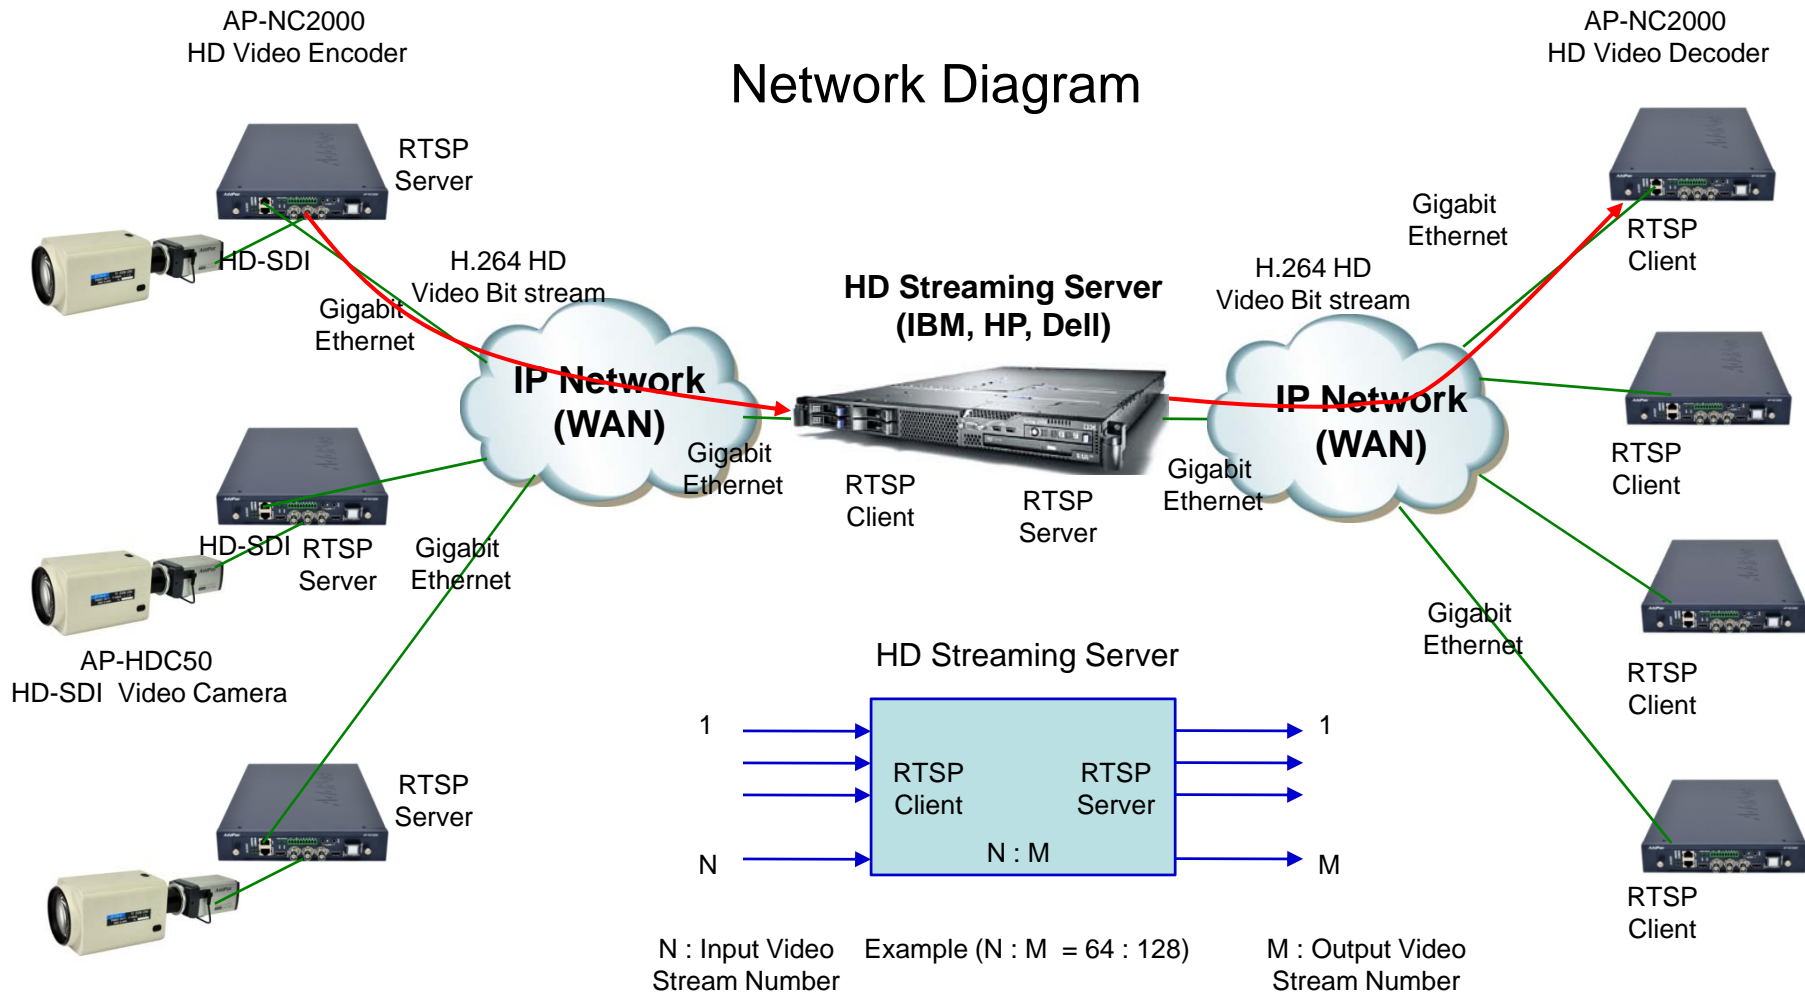 AP-NC2000
HD Video Encoder
Network Diagram
AP-NC2000
HD Video Decoder
RTSP
Server
HD-SDI
Gigabit
Ethernet
H.264 HD
Video Bit stream
IP Network
(WAN)
HD Streaming Server
(IBM, HP, Dell)
H.264 HD
Video Bit stream
Gigabit
Ethernet
RTSP
Client
IP Network
(WAN)
Gigabit
Ethernet
RTSP
Client
RTSP
Server
Gigabit
Ethernet
RTSP
Client
HD-SDI
RTSP
Server
Gigabit
Ethernet
AP-HDC50
HD-SDI  Video Camera
Gigabit
Ethernet
RTSP
Client
RTSP
Server
RTSP
Client
HD Streaming Server
1
N
RTSP
Client
RTSP
Server
N : M
1
M
N : Input Video
Stream Number
Example (N : M  = 64 : 128)
M : Output Video
Stream Number